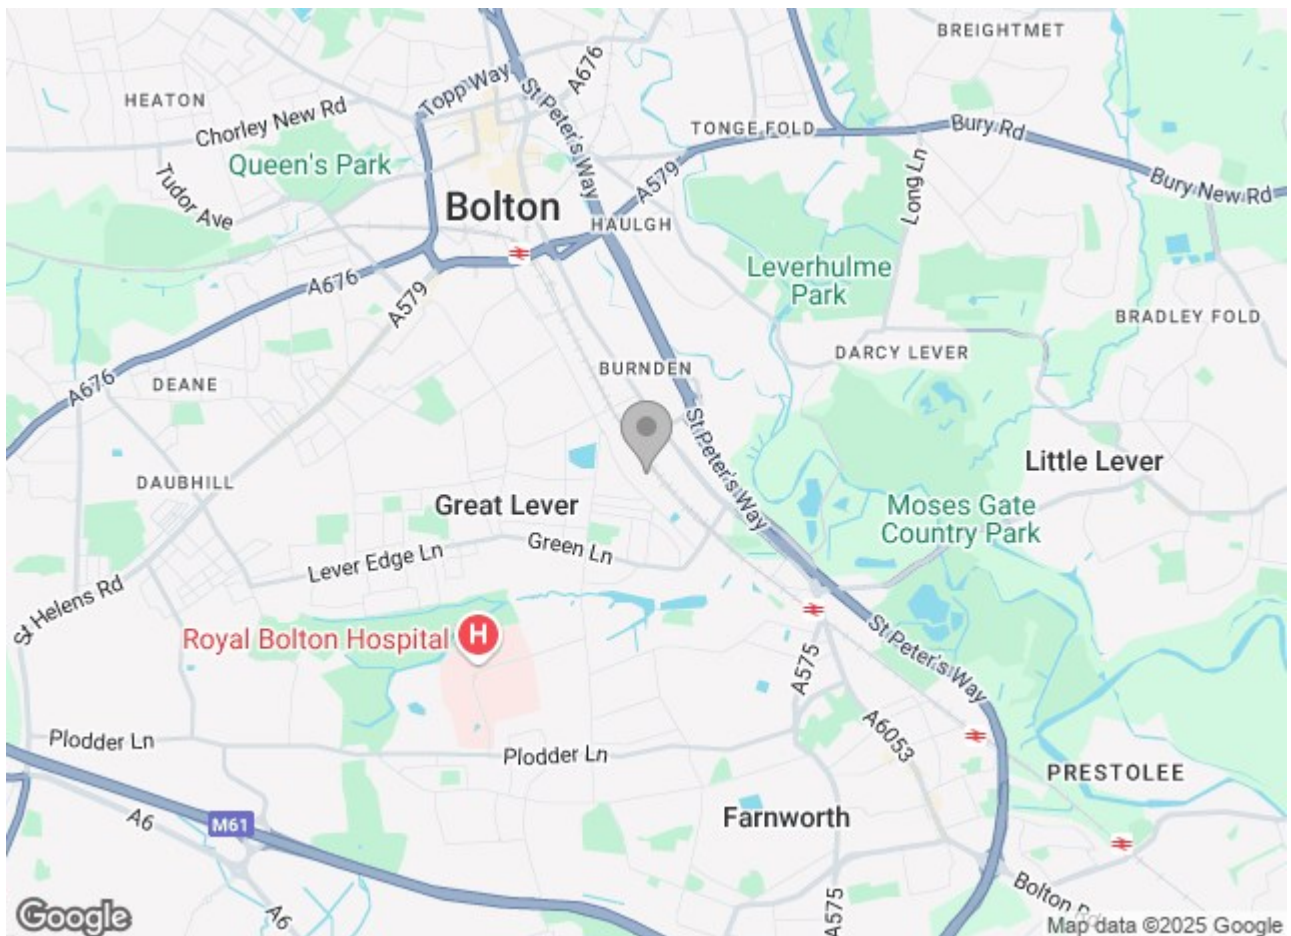 BREIGHTMET
A676
HEATON
Topp Way
St Peter's Way
Chorley New Rd
TONGE FOLD
Bury Rd
Queen's Park
A579
Long Ln
Bury New Rd
Tudor Ave
Bolton
HAULGH
Leverhulme
Park
A676
A579
BRADLEY FOLD
BURNDEN
DARCY LEVER
A676
DEANE
St Peter's Way
Little Lever
DAUBHILL
Great Lever
Moses Gate
Country Park
Green Ln
Lever Edge Ln
St Helens Rd
Royal Bolton Hospital
H
St Peter's Way
A575
Plodder Ln
Plodder Ln
A6053
PRESTOLEE
A6
M61
Farnworth
A6
A575
Bolton
Google
Map data ©2025 Google